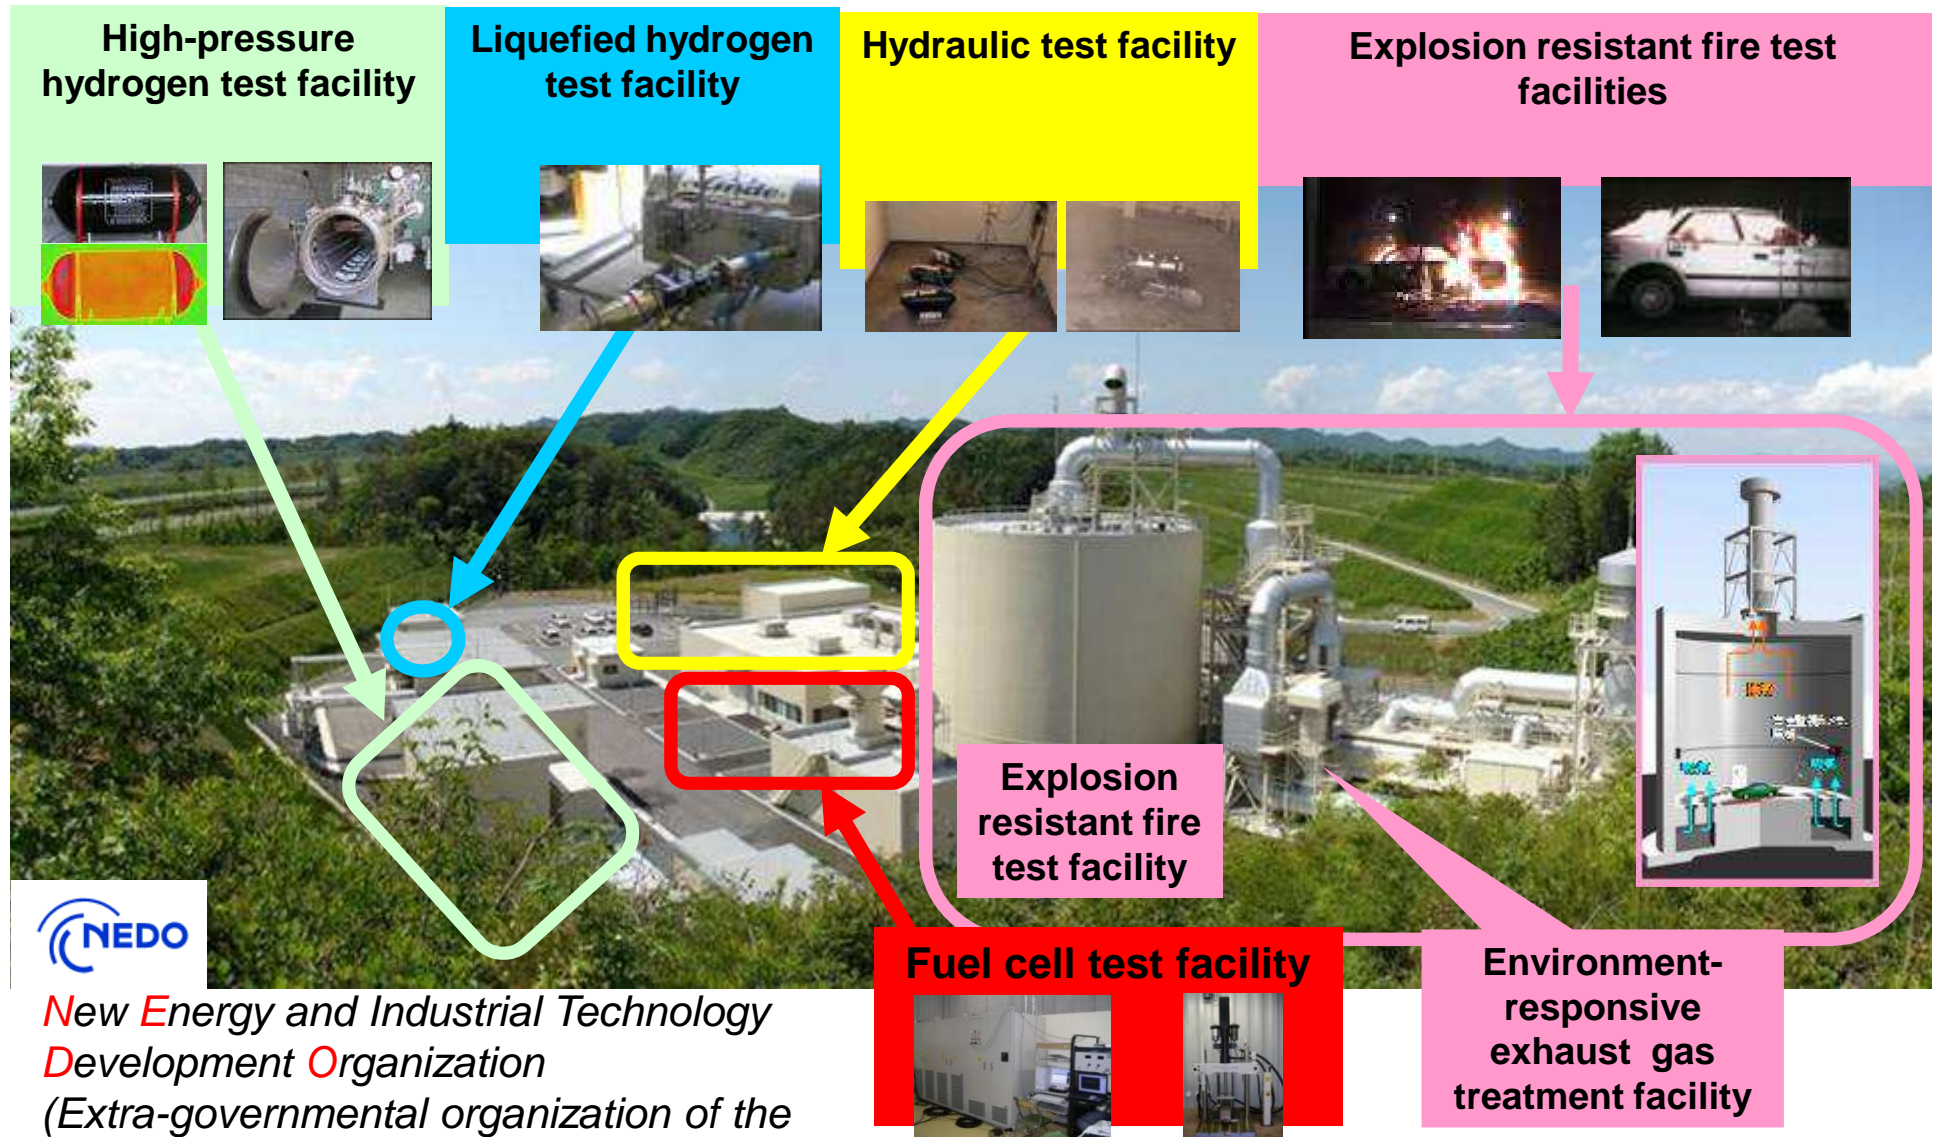 High-pressure
hydrogen test facility
Liquefied hydrogen
test facility
Hydraulic test facility
Explosion resistant fire test
facilities
Explosion
resistant fire
test facility
NEDO
Fuel cell test facility
Environment-
responsive
exhaust gas
treatment facility
New Energy and Industrial Technology
Development Organization
(Extra-governmental organization of the